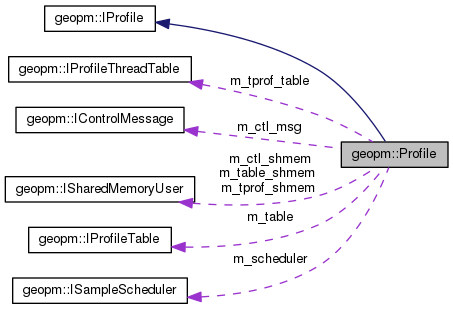 geopm::IProfile
geopm::IProfileThreadTable
m_tprof_table
geopm::IControlMessage
m_ctl_msg
geopm::Profile
m_ctl_shmem
m_table_shmem
m_tprof_shmem
geopm::ISharedMemoryUser
m_table
geopm::IProfileTable
m_scheduler
geopm::ISampleScheduler